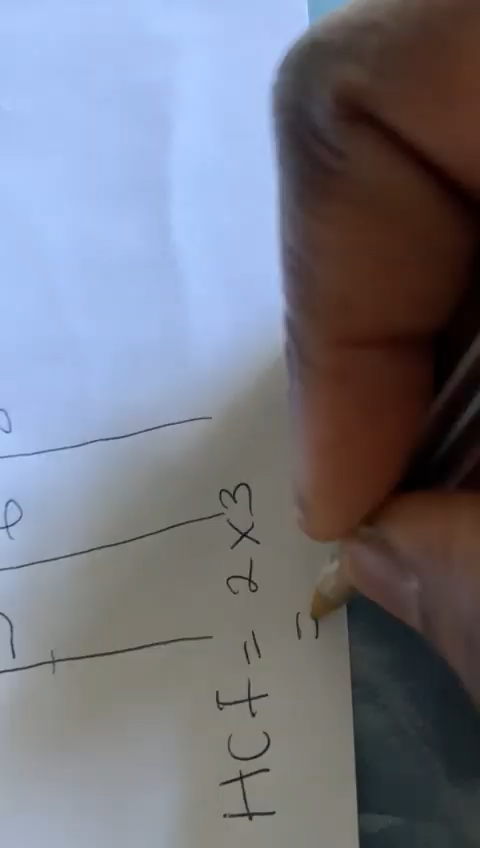 HCF = 2 x 3
=